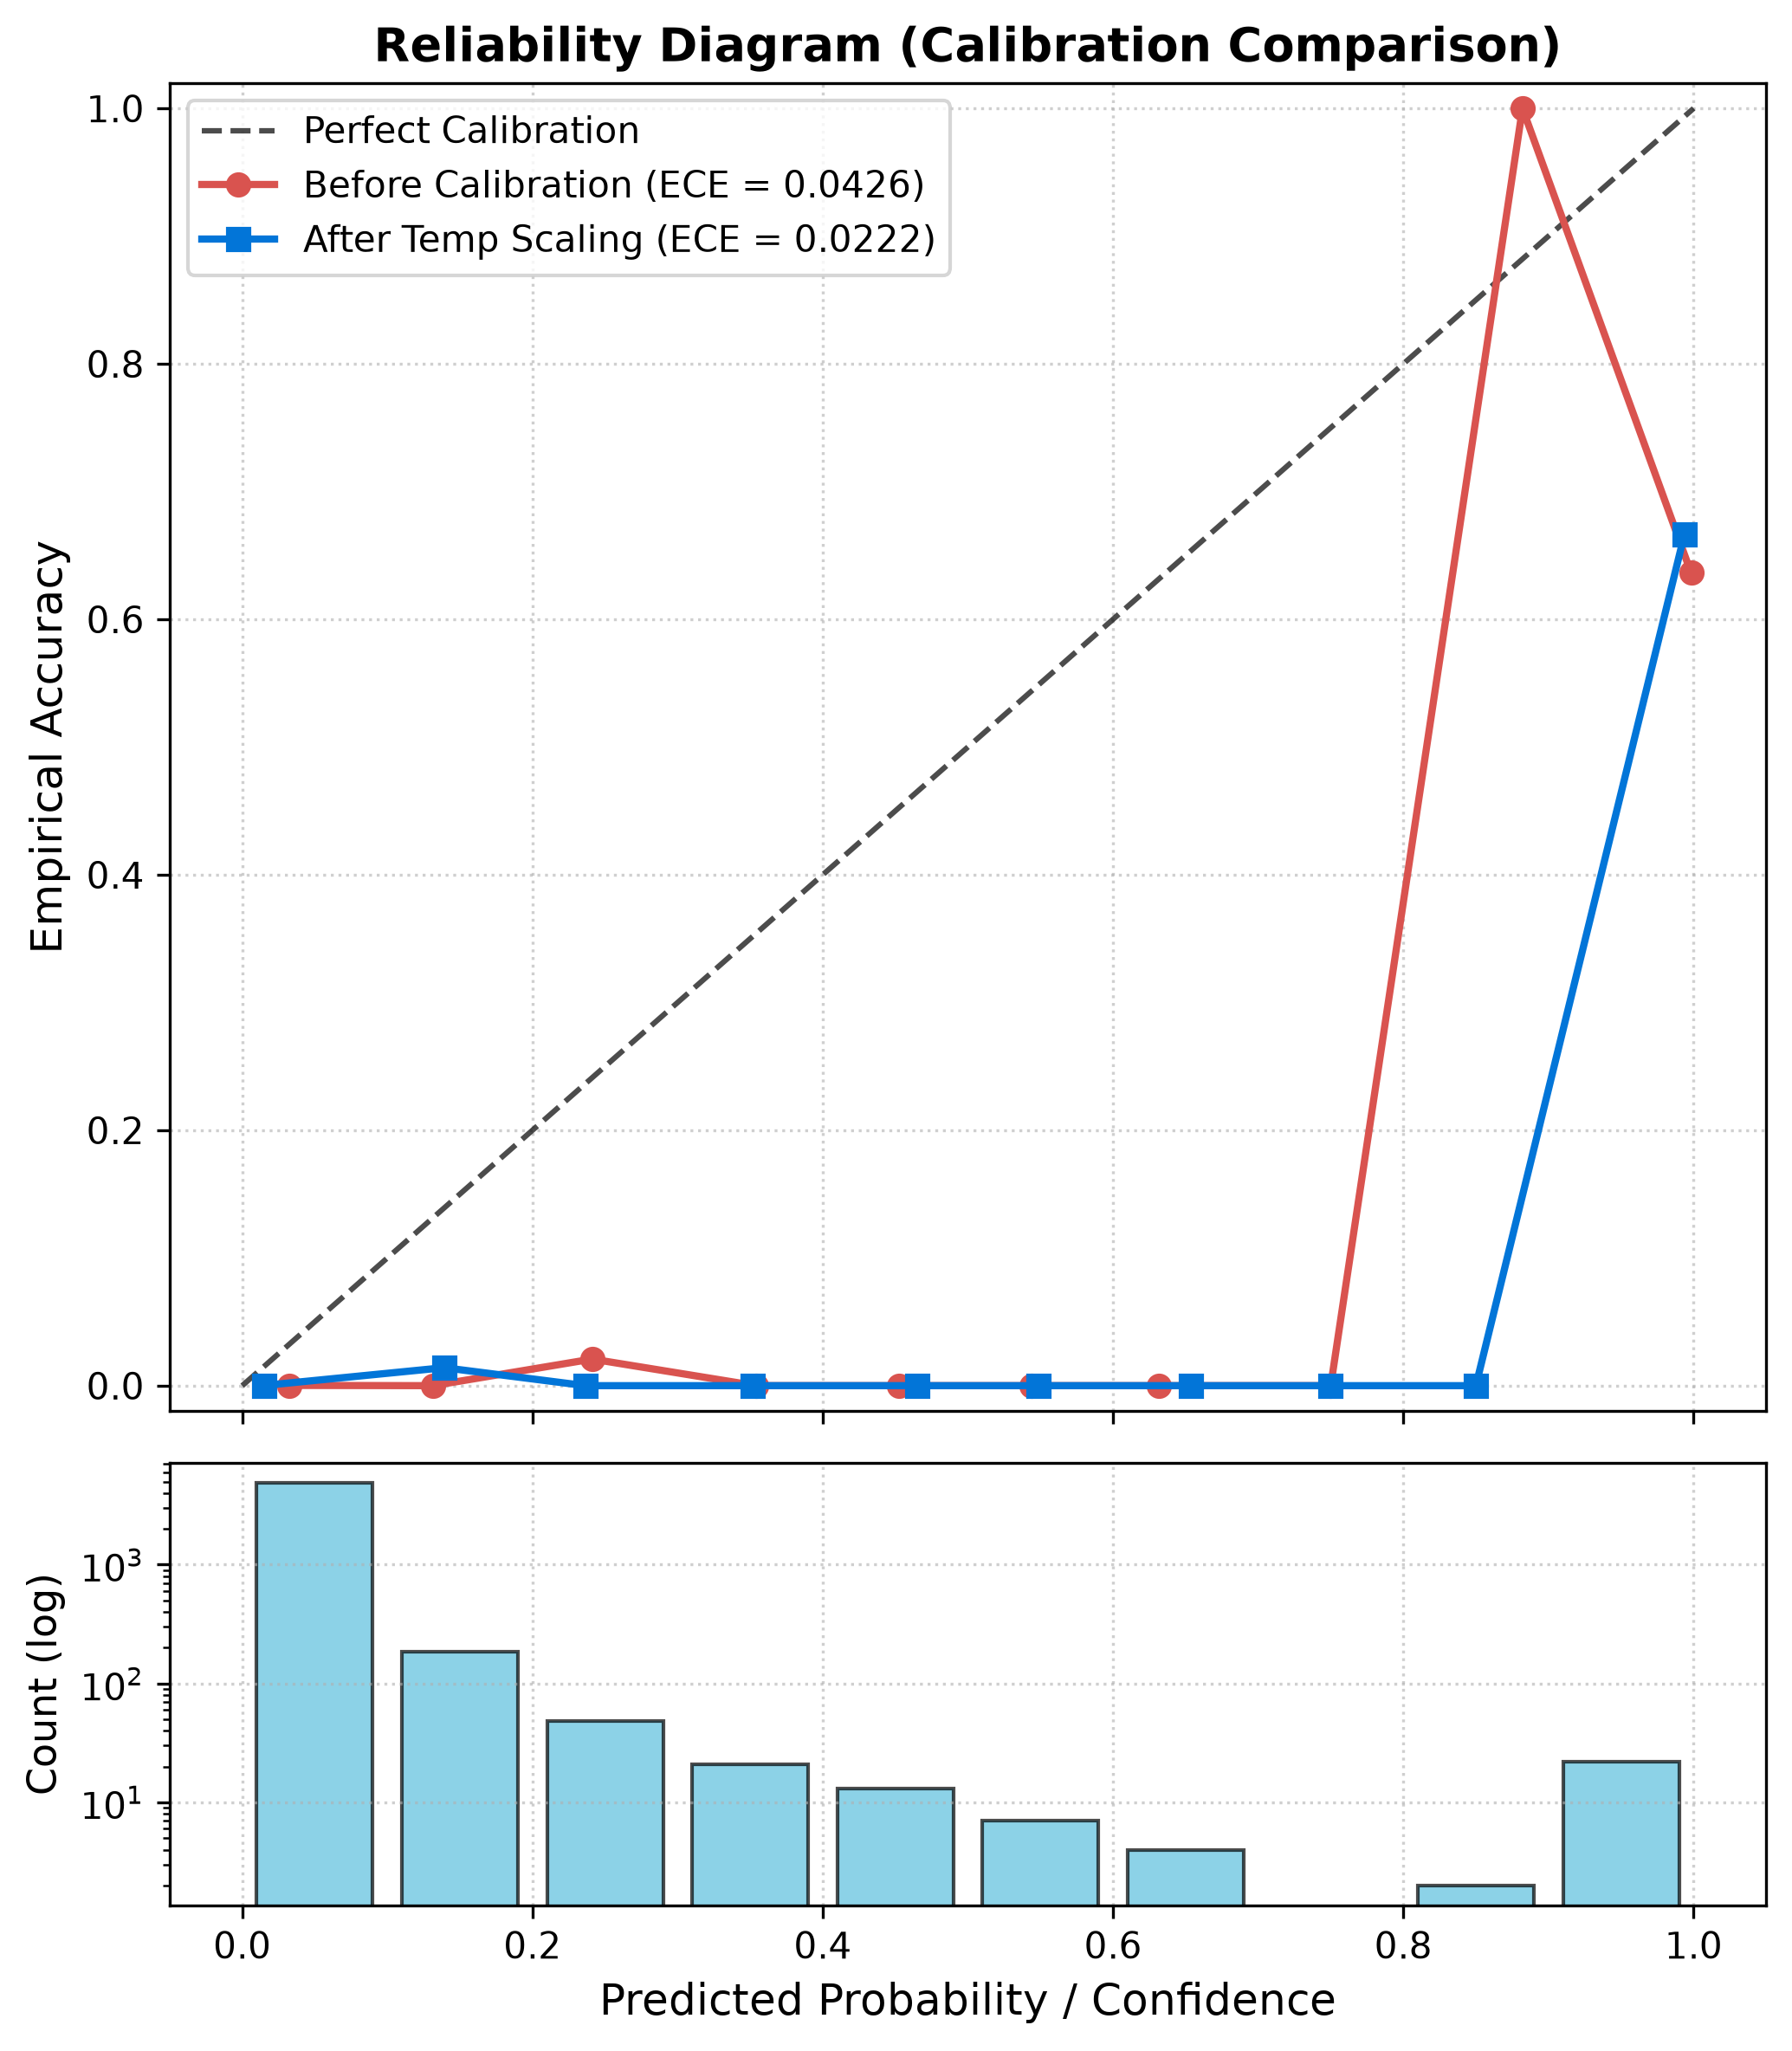 Reliability Diagram (Calibration Comparison)
Perfect Calibration
Before Calibration (ECE = 0.0426)
After Temp Scaling (ECE = 0.0222)
Empirical Accuracy
1.0
0.8
0.6
0.4
0.2
0.0
Count (log)
10³
10²
10¹
0.0 0.2 0.4 0.6 0.8 1.0
Predicted Probability / Confidence